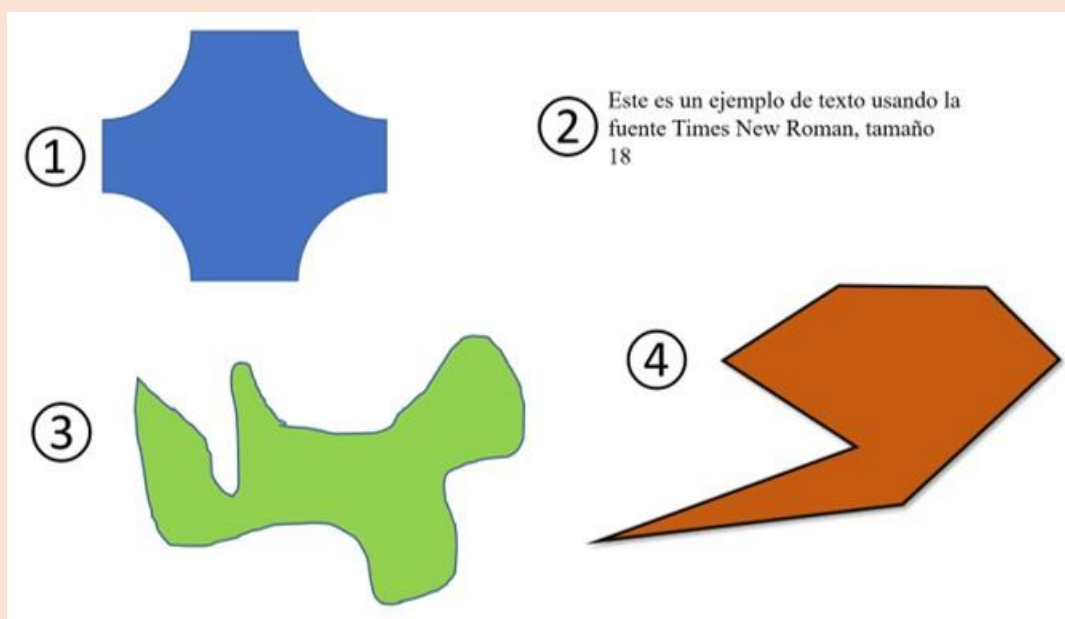 ①
② Este es un ejemplo de texto usando la
fuente Times New Roman, tamaño
18
③
④